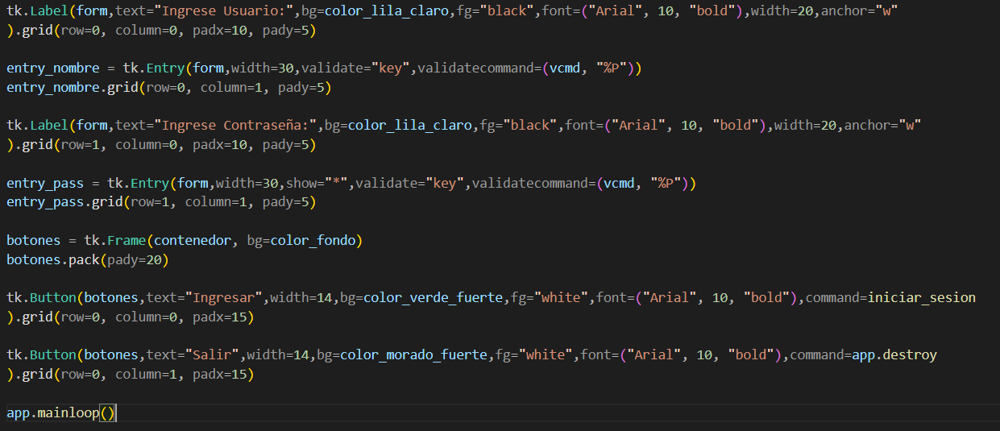 tk.Label(form,text="Ingrese Usuario:",bg=color_lila_claro,fg="black",font=("Arial", 10, "bold"),width=20,anchor="w"
).grid(row=0, column=0, padx=10, pady=5)
entry_nombre = tk.Entry(form,width=30,validate="key",validatecommand=(vcmd, "%P"))
entry_nombre.grid(row=0, column=1, pady=5)
tk.Label(form,text="Ingrese Contraseña:",bg=color_lila_claro,fg="black",font=("Arial", 10, "bold"),width=20,anchor="w"
).grid(row=1, column=0, padx=10, pady=5)
entry_pass = tk.Entry(form,width=30,show="*",validate="key",validatecommand=(vcmd, "%P"))
entry_pass.grid(row=1, column=1, pady=5)
botones = tk.Frame(contenedor, bg=color_fondo)
botones.pack(pady=20)
tk.Button(botones,text="Ingresar",width=14,bg=color_verde_fuerte,fg="white",font=("Arial", 10, "bold"),command=iniciar_sesion
).grid(row=0, column=0, padx=15)
tk.Button(botones,text="Salir",width=14,bg=color_morado_fuerte,fg="white",font=("Arial", 10, "bold"),command=app.destroy
).grid(row=0, column=1, padx=15)
app.mainloop()